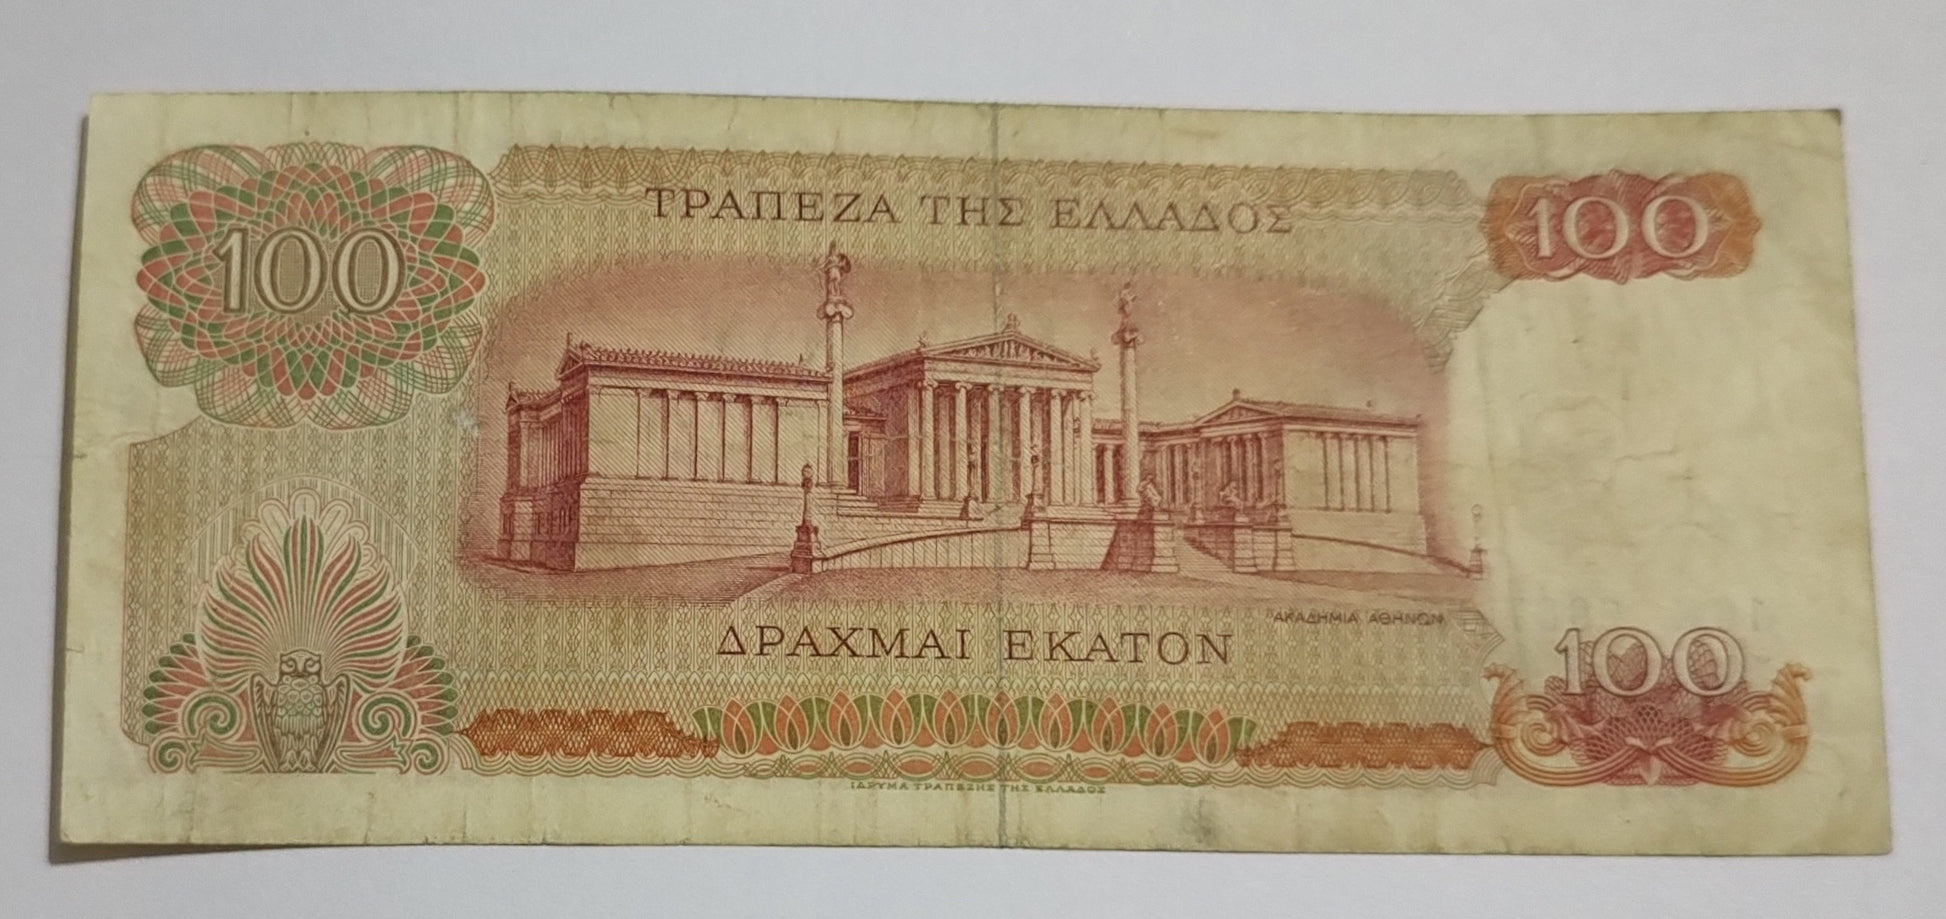 ΤΡΑΠΕΖΑ ΤΗΣ ΕΛΛΑΔΟΣ
100
100
ΑΚΑΔΗΜΙΑ ΑΘΗΝΩΝ
ΔΡΑΧΜΑΙ ΕΚΑΤΟΝ
100
ΙΔΡΥΜΑ ΤΡΑΠΕΖΗΣ ΤΗΣ ΕΛΛΑΔΟΣ